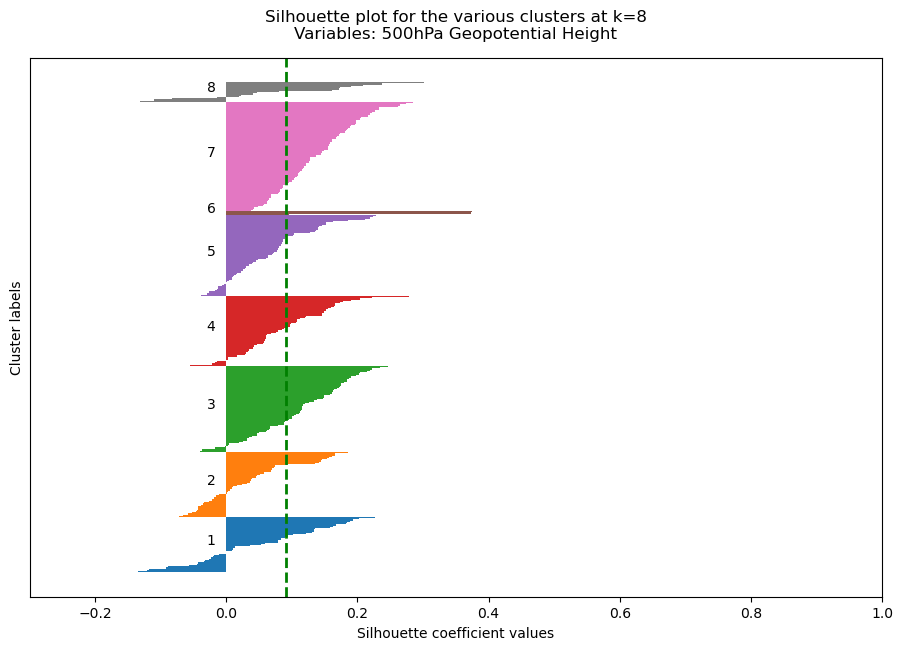 Silhouette plot for the various clusters at k=8
Variables: 500hPa Geopotential Height
8
7
6
5
4
3
2
1
Cluster labels
−0.2 0.0 0.2 0.4 0.6 0.8 1.0
Silhouette coefficient values